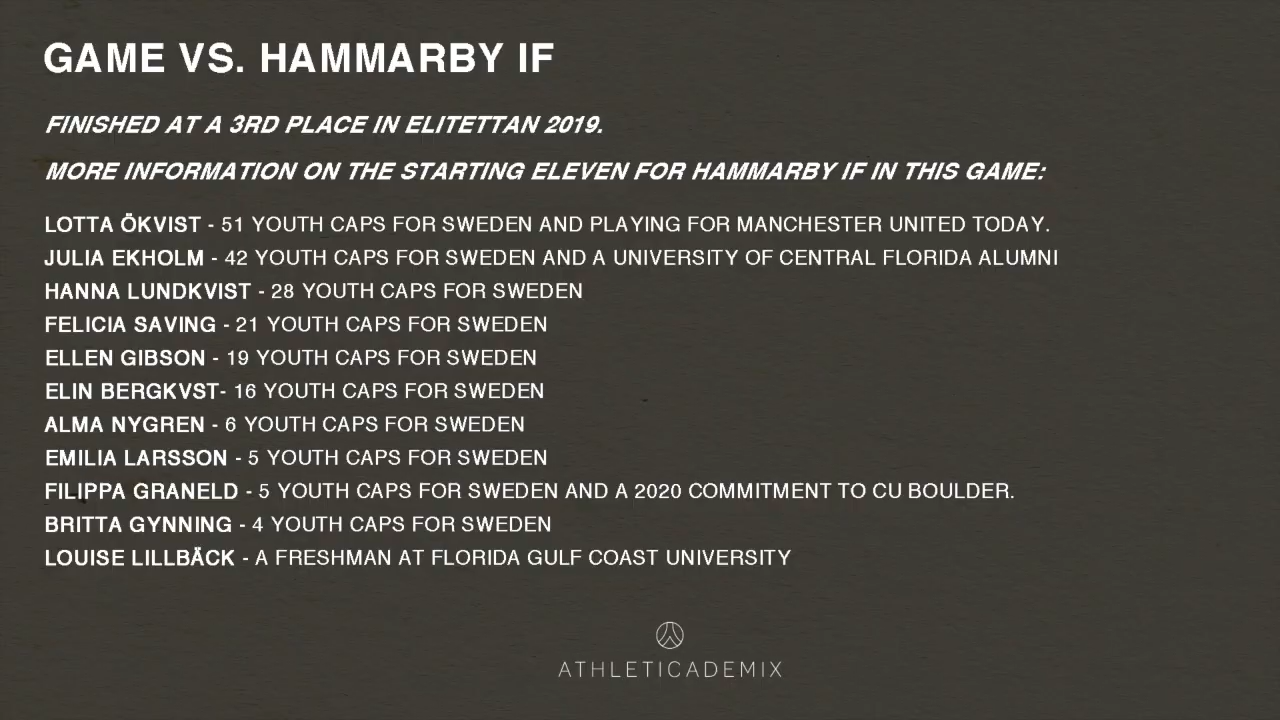 GAME VS. HAMMARBY IF
FINISHED AT A 3RD PLACE IN ELITETTAN 2019.
MORE INFORMATION ON THE STARTING ELEVEN FOR HAMMARBY IF IN THIS GAME:
LOTTA ÖKVIST - 51 YOUTH CAPS FOR SWEDEN AND PLAYING FOR MANCHESTER UNITED TODAY.
JULIA EKHOLM - 42 YOUTH CAPS FOR SWEDEN AND A UNIVERSITY OF CENTRAL FLORIDA ALUMNI
HANNA LUNDKVIST - 28 YOUTH CAPS FOR SWEDEN
FELICIA SAVING - 21 YOUTH CAPS FOR SWEDEN
ELLEN GIBSON - 19 YOUTH CAPS FOR SWEDEN
ELIN BERGKVST- 16 YOUTH CAPS FOR SWEDEN
ALMA NYGREN - 6 YOUTH CAPS FOR SWEDEN
EMILIA LARSSON - 5 YOUTH CAPS FOR SWEDEN
FILIPPA GRANELD - 5 YOUTH CAPS FOR SWEDEN AND A 2020 COMMITMENT TO CU BOULDER.
BRITTA GYNNING - 4 YOUTH CAPS FOR SWEDEN
LOUISE LILLBÄCK - A FRESHMAN AT FLORIDA GULF COAST UNIVERSITY
ATHLETICADEMIX